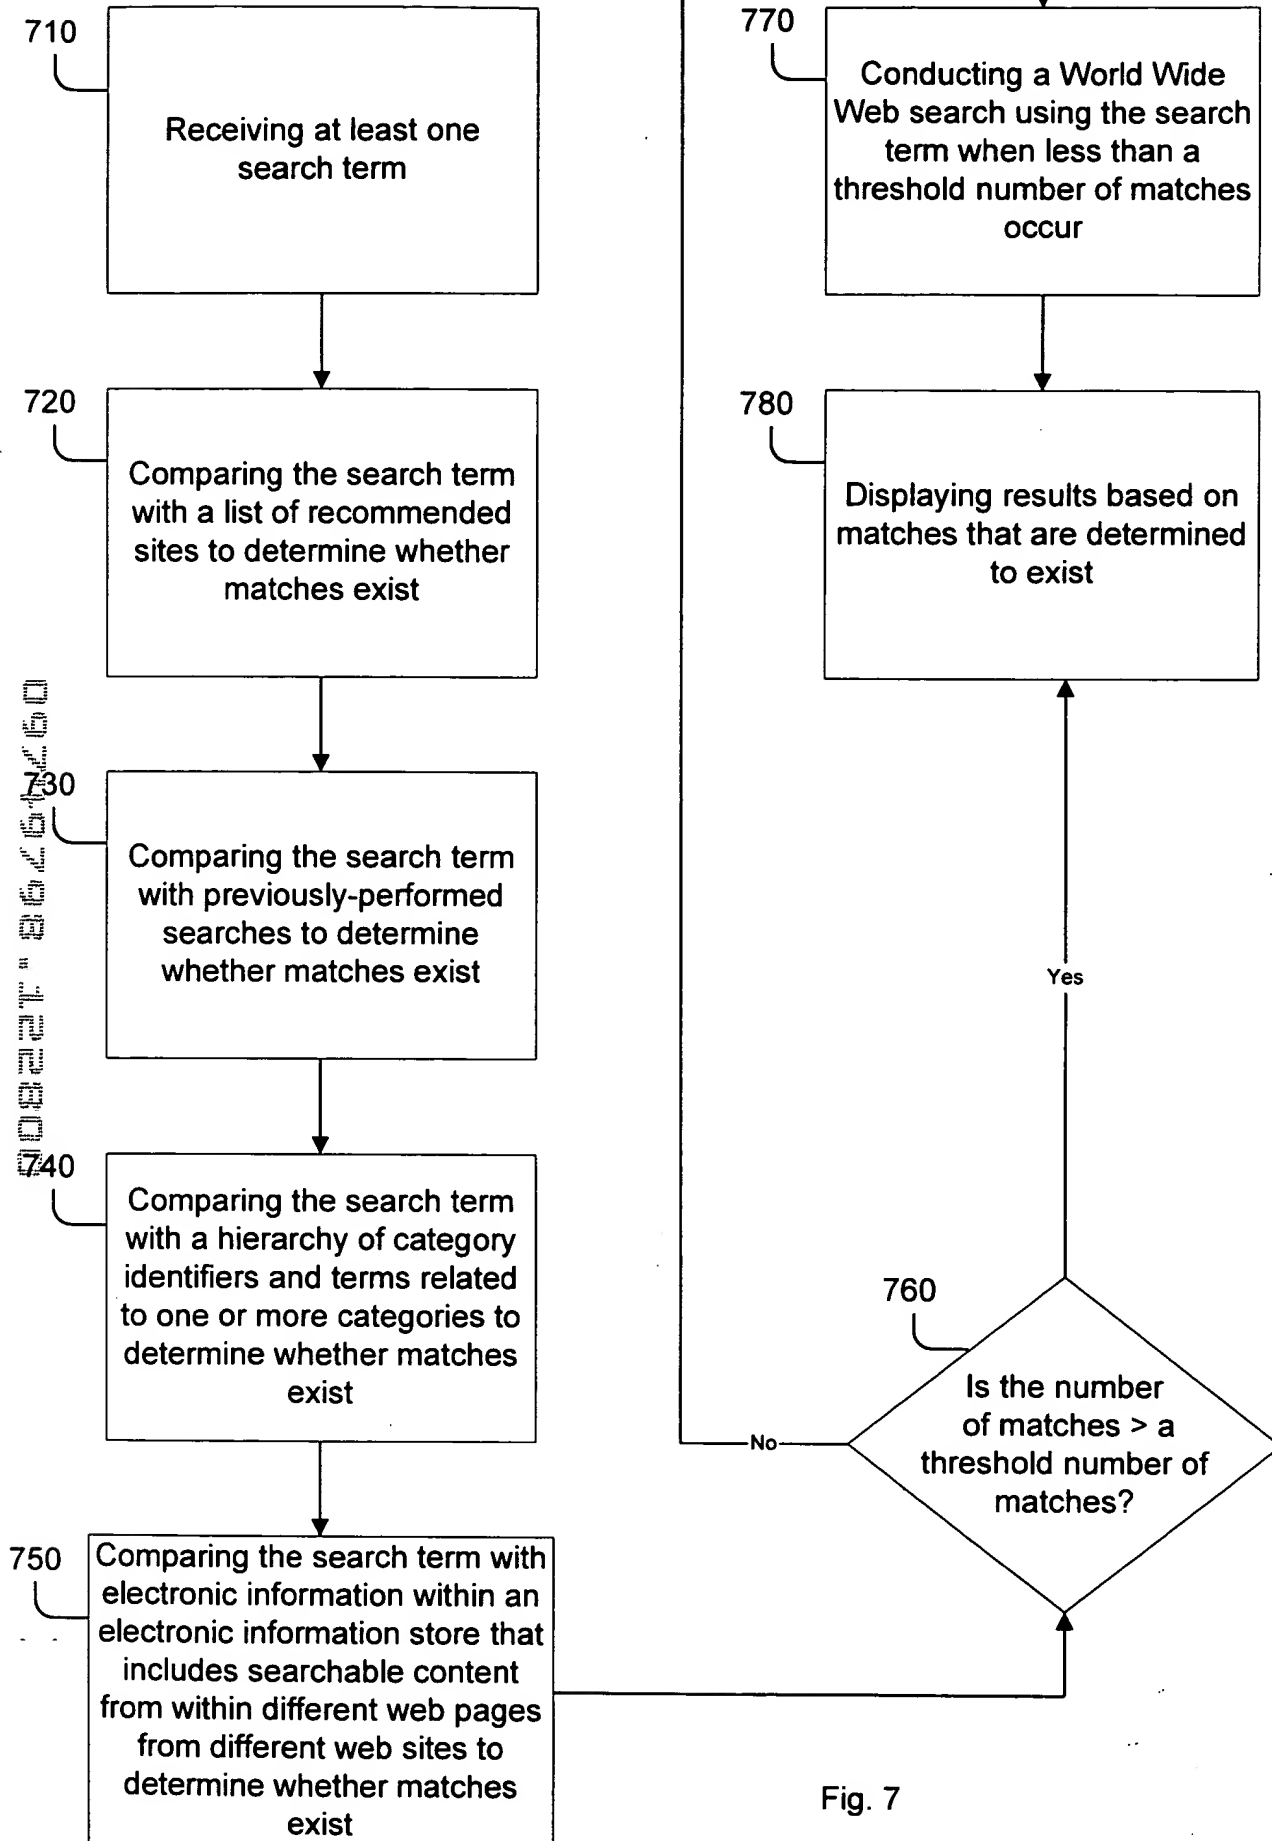 710
Receiving at least one
search term
720
Comparing the search term
with a list of recommended
sites to determine whether
matches exist
730
Comparing the search term
with previously-performed
searches to determine
whether matches exist
740
Comparing the search term
with a hierarchy of category
identifiers and terms related
to one or more categories to
determine whether matches
exist
750
Comparing the search term with
electronic information within an
electronic information store that
includes searchable content
from within different web pages
from different web sites to
determine whether matches
exist
760
Is the number
of matches > a
threshold number of
matches?
No
Yes
770
Conducting a World Wide
Web search using the search
term when less than a
threshold number of matches
occur
780
Displaying results based on
matches that are determined
to exist
Fig. 7